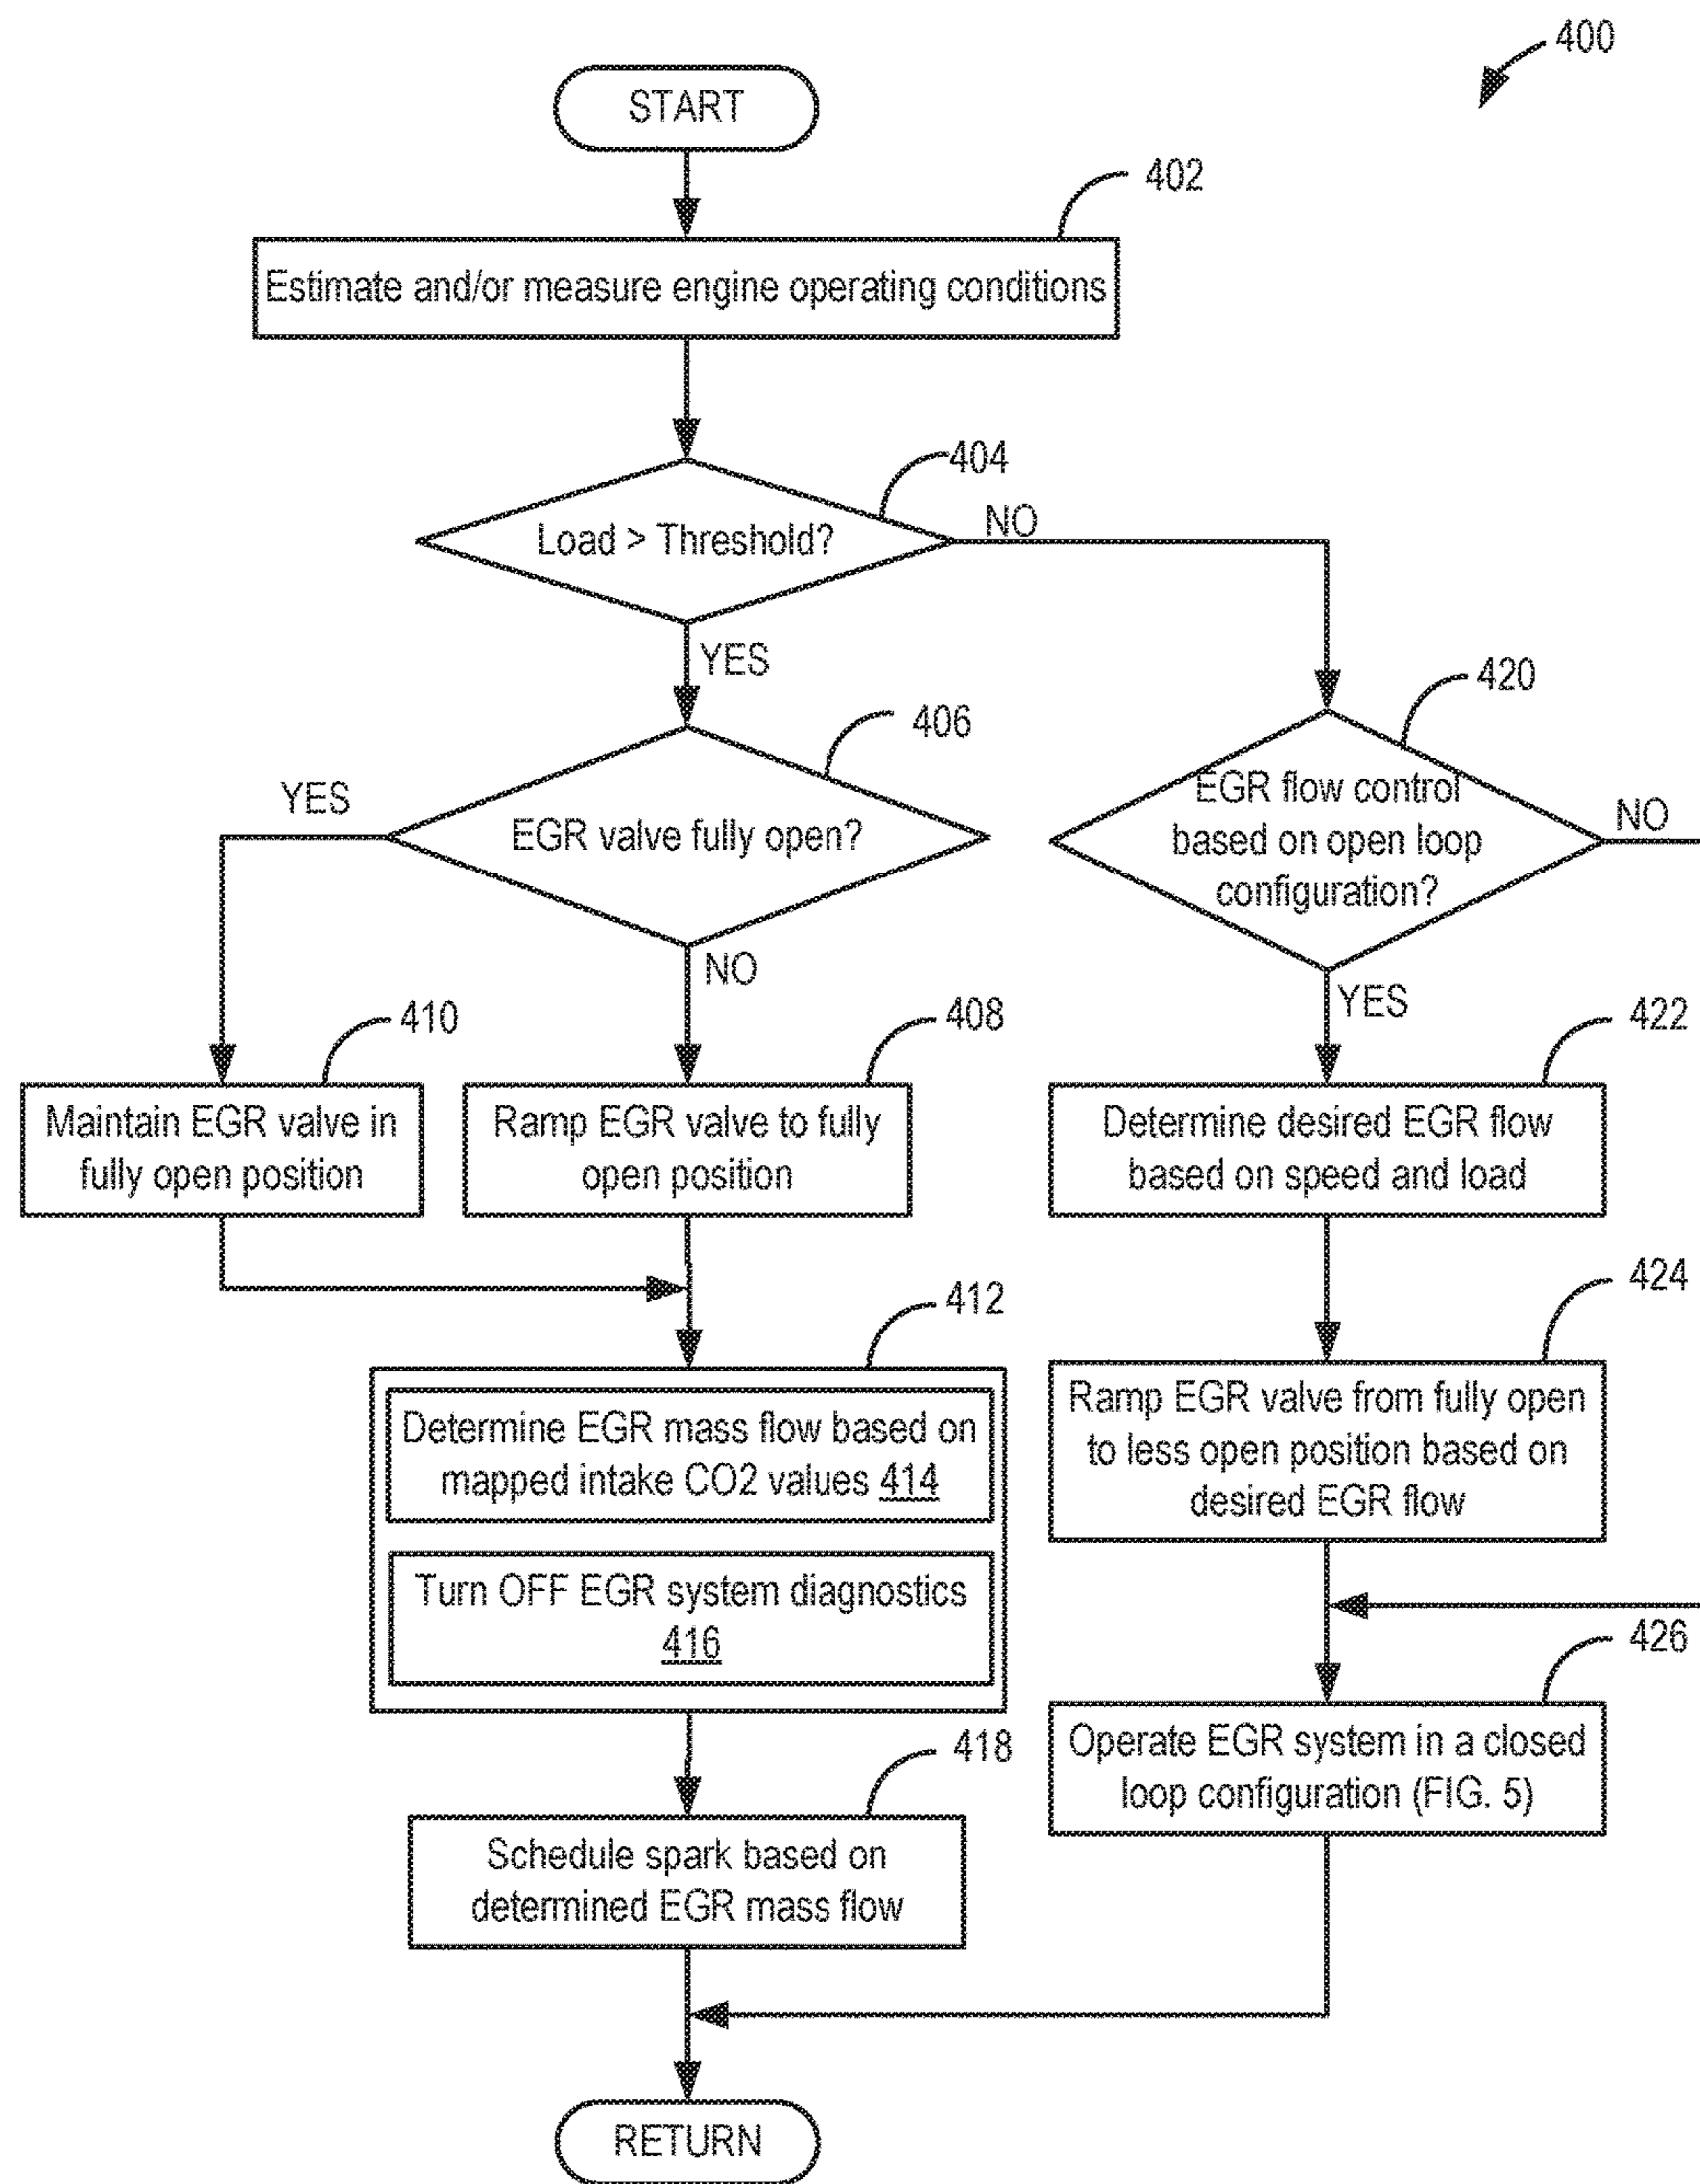 400
START
402
Estimate and/or measure engine operating conditions
404
Load > Threshold?
NO
YES
420
406
YES
EGR valve fully open?
EGR flow control
based on open loop
configuration?
NO
NO
YES
410
408
422
Maintain EGR valve in
fully open position
Ramp EGR valve to fully
open position
Determine desired EGR flow
based on speed and load
412
424
Determine EGR mass flow based on
mapped intake CO2 values 414
Ramp EGR valve from fully open
to less open position based on
desired EGR flow
Turn OFF EGR system diagnostics
416
426
418
Operate EGR system in a closed
loop configuration (FIG. 5)
Schedule spark based on
determined EGR mass flow
RETURN